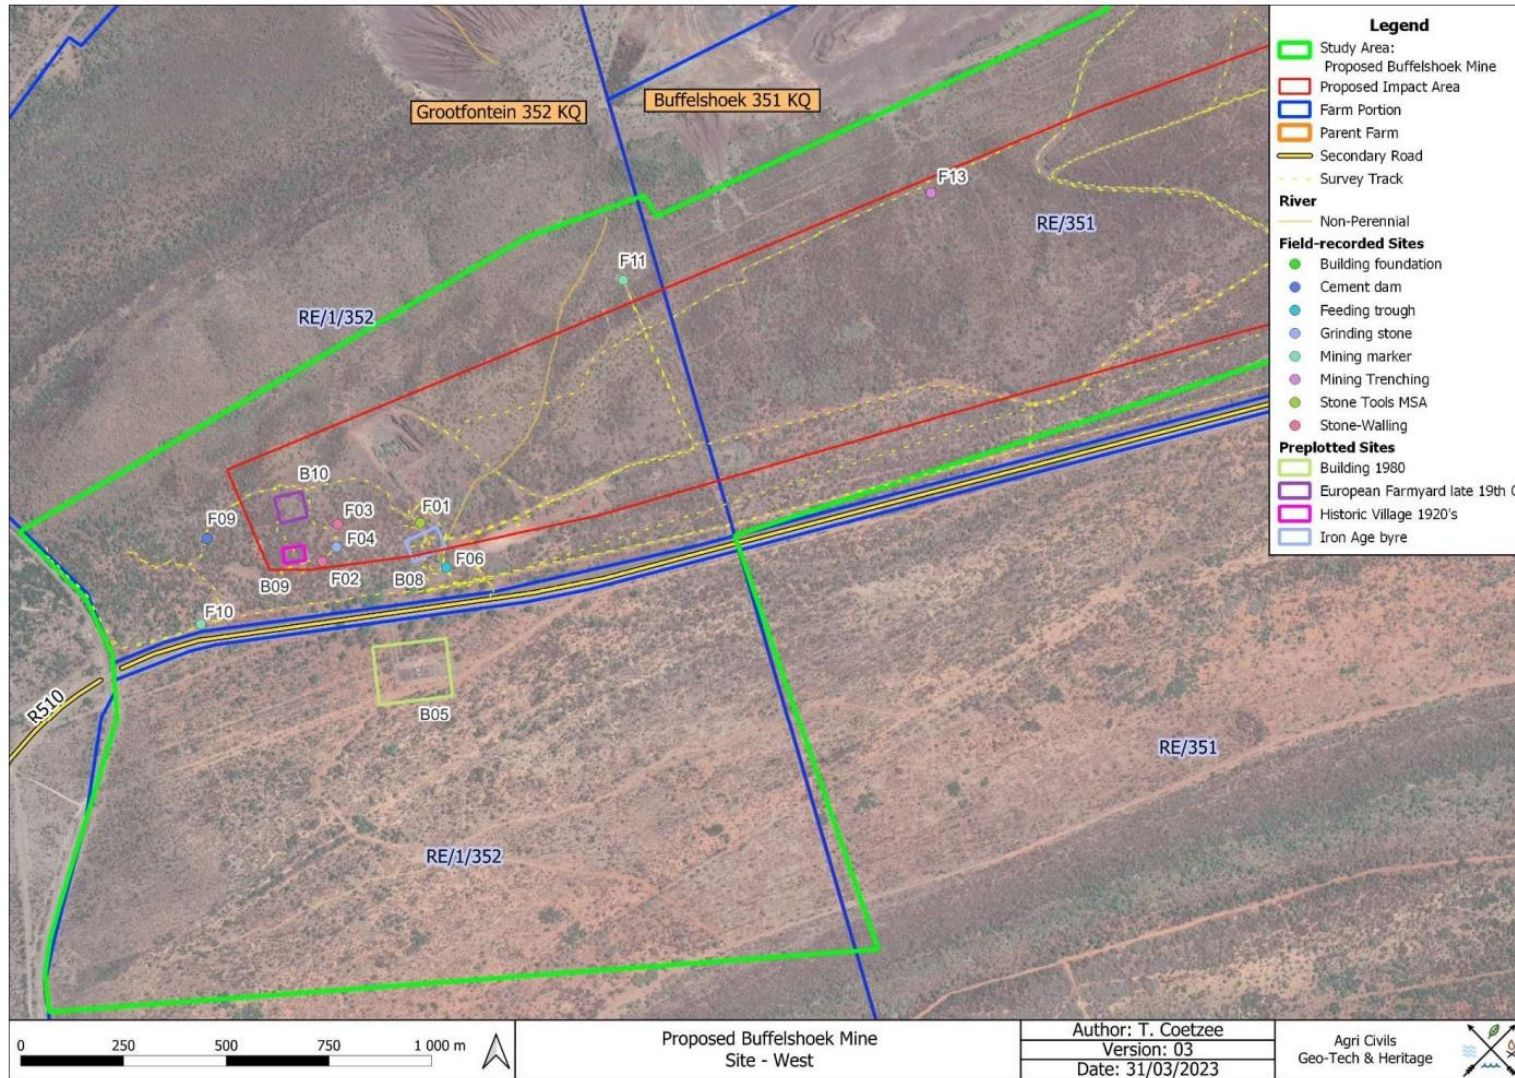 Grootfontein 352 KQ
Buffelshoek 351 KQ
F13
RE/351
F11
RE/1/352
B10
F03
F01
F09
F04
F06
B09
F02
B08
F10
R510
B05
RE/351
RE/1/352
Legend
Study Area:
Proposed Buffelshoek Mine
Proposed Impact Area
Farm Portion
Parent Farm
Secondary Road
Survey Track
River
Non-Perennial
Field-recorded Sites
Building foundation
Cement dam
Feeding trough
Grinding stone
Mining marker
Mining Trenching
Stone Tools MSA
Stone-Walling
Preplotted Sites
Building 1980
European Farmyard late 19th
Historic Village 1920's
Iron Age byre
0 250 500 750 1 000 m
Proposed Buffelshoek Mine
Site - West
Author: T. Coetzee
Version: 03
Date: 31/03/2023
Agri Civils
Geo-Tech & Heritage